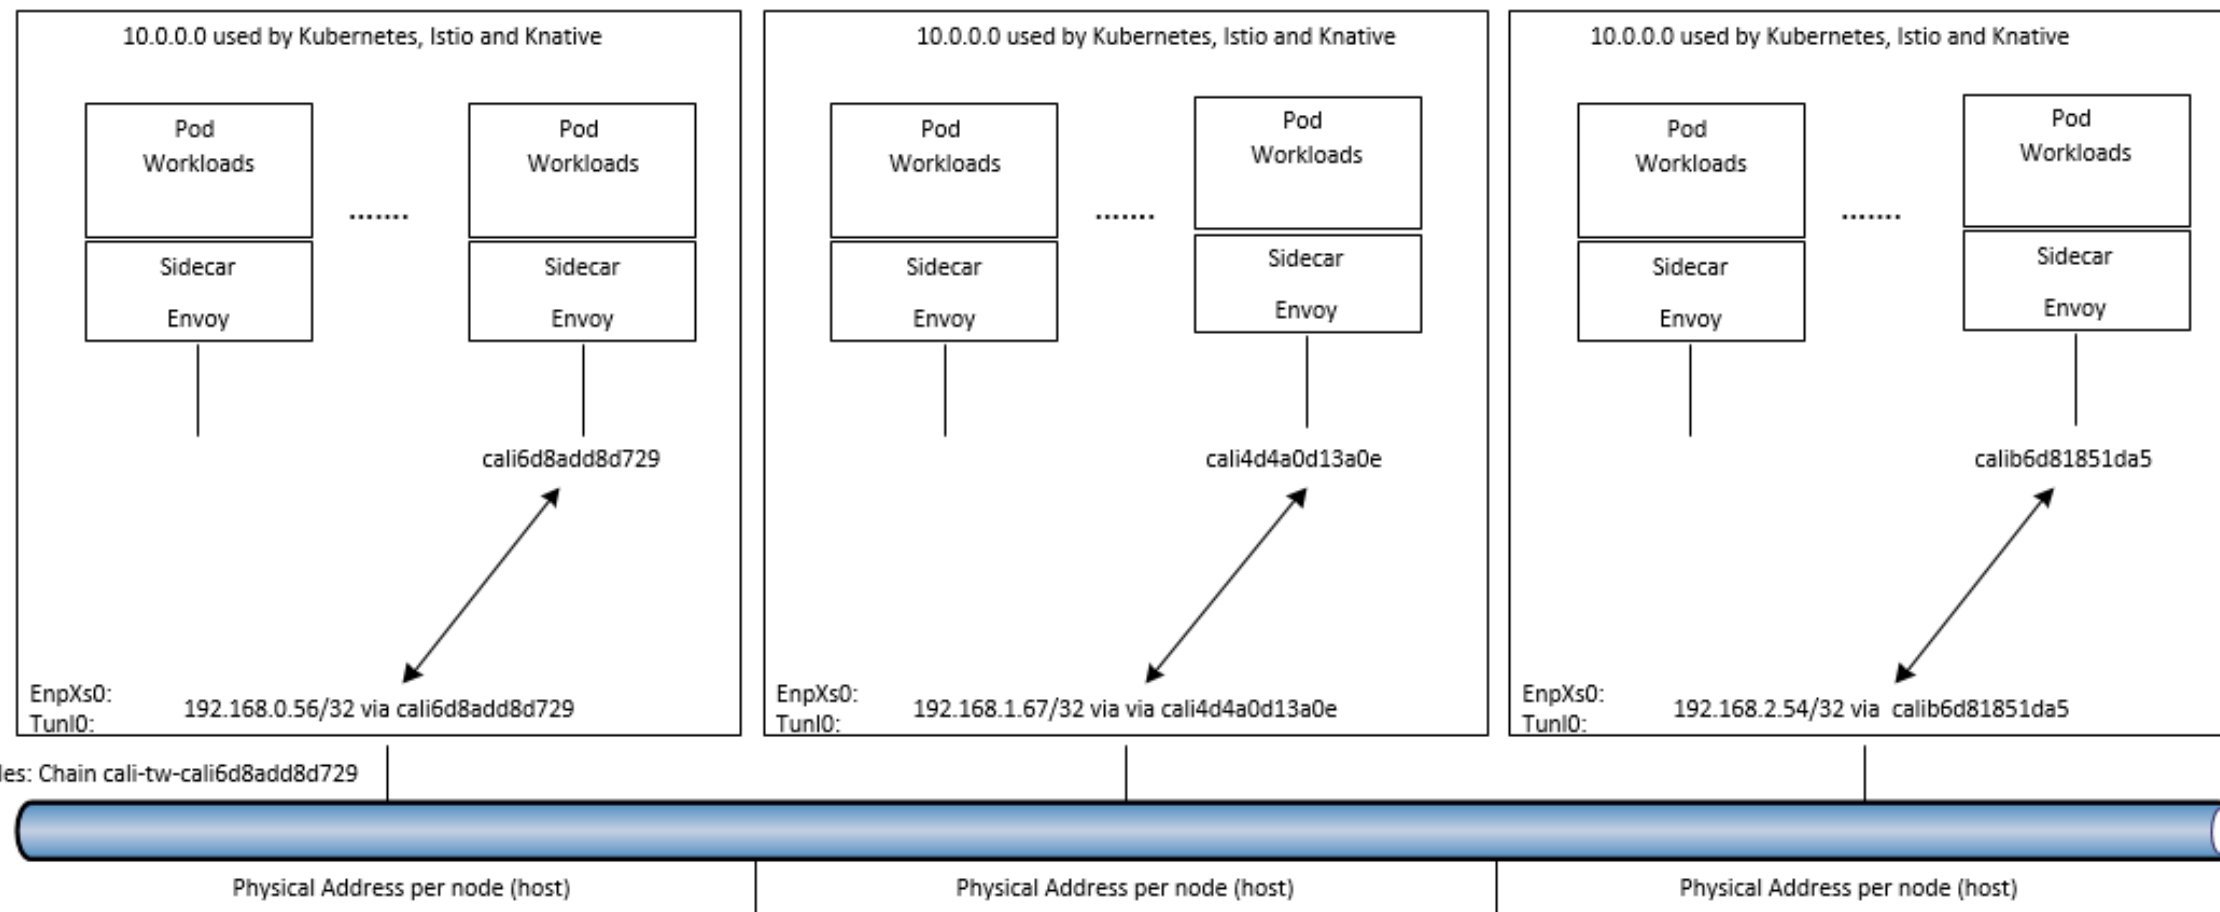 10.0.0.0 used by Kubernetes, Istio and Knative
Pod
Workloads
Sidecar
Envoy
.......
Pod
Workloads
Sidecar
Envoy
cali6d8add8d729
EnpXs0:
Tunl0:
192.168.0.56/32 via cali6d8add8d729
10.0.0.0 used by Kubernetes, Istio and Knative
Pod
Workloads
Sidecar
Envoy
.......
Pod
Workloads
Sidecar
Envoy
cali4d4a0d13a0e
EnpXs0:
Tunl0:
192.168.1.67/32 via via cali4d4a0d13a0e
10.0.0.0 used by Kubernetes, Istio and Knative
Pod
Workloads
Sidecar
Envoy
.......
Pod
Workloads
Sidecar
Envoy
calib6d81851da5
EnpXs0:
Tunl0:
192.168.2.54/32 via calib6d81851da5
les: Chain cali-tw-cali6d8add8d729
Physical Address per node (host)
Physical Address per node (host)
Physical Address per node (host)